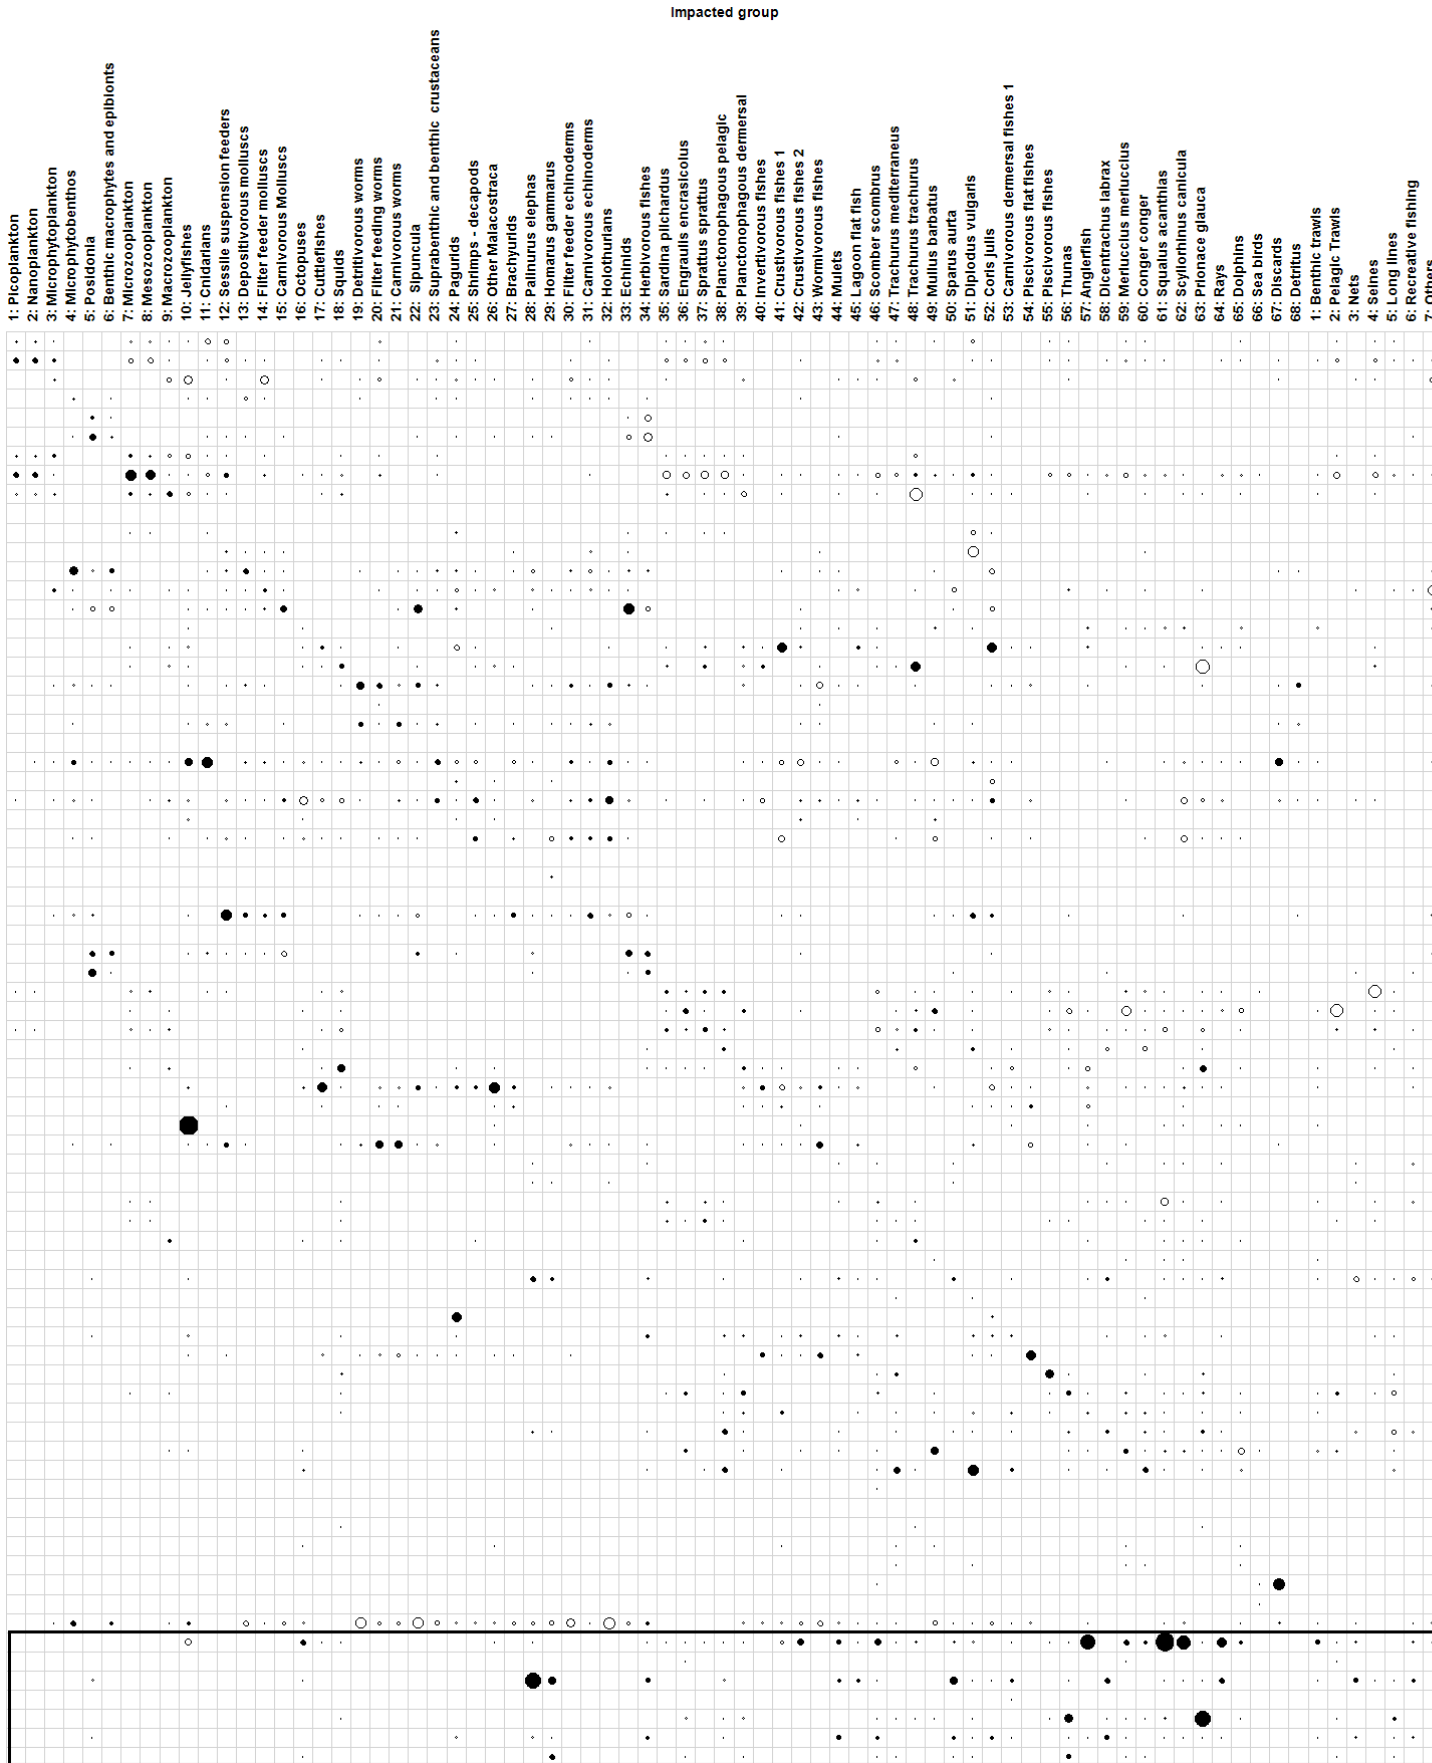 Impacted group
1: Picoplankton
2: Nanoplankton
3: Microphytoplankton
4: Microphytobenthos
5: Posidonia
6: Benthic macrophytes and epibionts
7: Microzooplankton
8: Mesozooplankton
9: Macrozooplankton
10: Jellyfishes
11: Cnidarians
12: Sessile suspension feeders
13: Depositivorous molluscs
14: Filter feeder molluscs
15: Carnivorous Molluscs
16: Octopuses
17: Cuttlefishes
18: Squids
19: Detritivorous worms
20: Filter feeding worms
21: Carnivorous worms
22: Sipuncula
23: Suprabenthic and benthic crustaceans
24: Pagurids
25: Shrimps - decapods
26: Other Malacostraca
27: Brachyurids
28: Palinurus elephas
29: Homarus gammarus
30: Filter feeder echinoderms
31: Carnivorous echinoderms
32: Holothurians
33: Echinids
34: Herbivorous fishes
35: Sardina pilchardus
36: Engraulis encrasicolus
37: Sprattus sprattus
38: Planctonophagous pelagic
39: Planctonophagous dermersal
40: Invertivorous fishes
41: Crustivorous fishes 1
42: Crustivorous fishes 2
43: Wormivorous fishes
44: Mulets
45: Lagoon flat fish
46: Scomber scombrus
47: Trachurus mediterraneus
48: Trachurus trachurus
49: Mullus barbatus
50: Sparus aurta
51: Diplodus vulgaris
52: Coris julis
53: Carnivorous dermersal fishes 1
54: Piscivorous flat fishes
55: Piscivorous fishes
56: Thunas
57: Anglerfish
58: Dicentrachus labrax
59: Merluccius merluccius
60: Conger conger
61: Squalus acanthias
62: Scyliorhinus canicula
63: Prionace glauca
64: Rays
65: Dolphins
66: Sea birds
67: Discards
68: Detritus
1: Benthic trawls
2: Pelagic Trawls
3: Nets
4: Seines
5: Long lines
6: Recreative fishing
7: Others